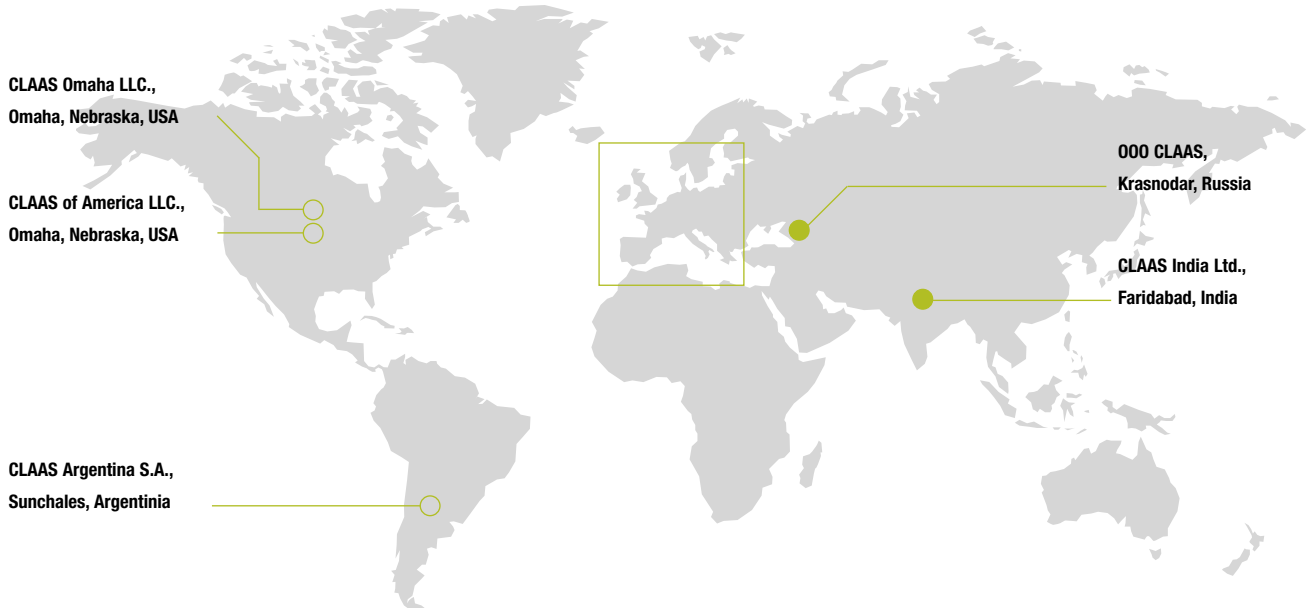 CLAAS Omaha LLC.,
Omaha, Nebraska, USA
CLAAS of America LLC.,
Omaha, Nebraska, USA
CLAAS Argentina S.A.,
Sunchales, Argentinia
OOO CLAAS,
Krasnodar, Russia
CLAAS India Ltd.,
Faridabad, India